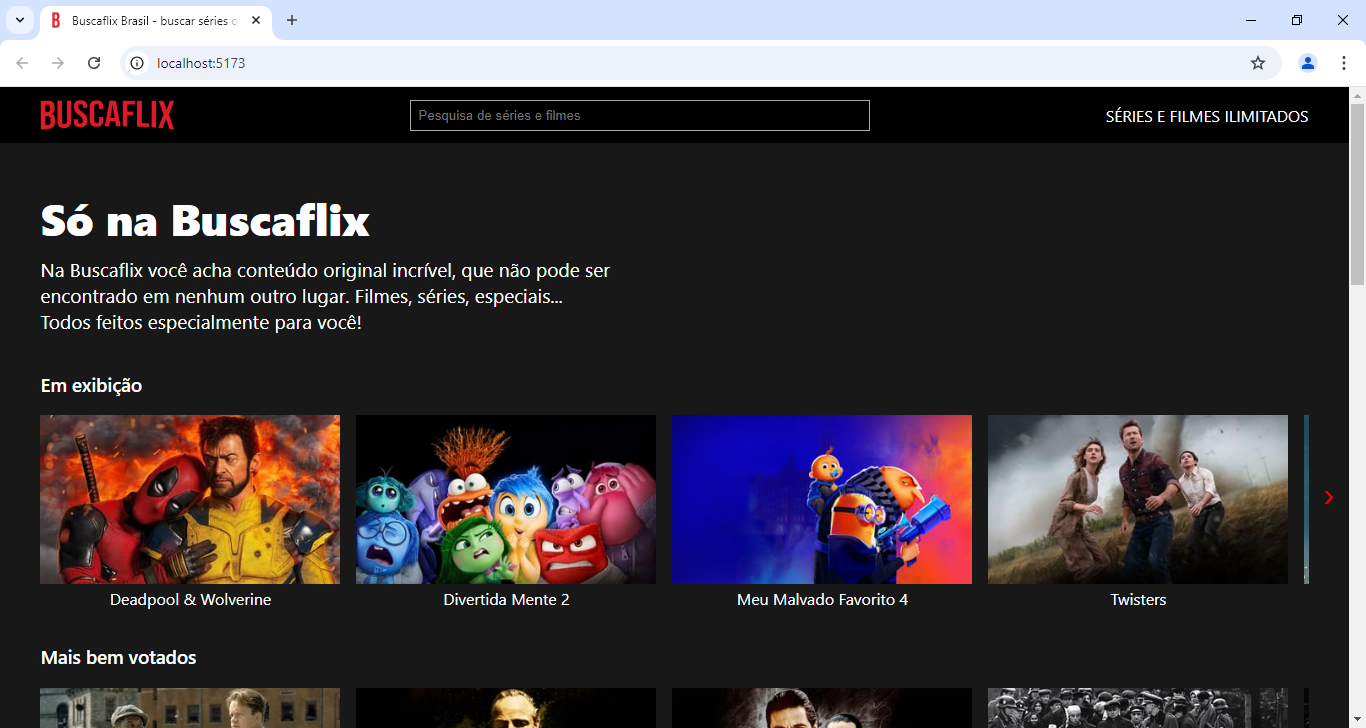 Buscaflix Brasil - buscar séries o
localhost:5173
BUSCAFLIX
Pesquisa de séries e filmes
SÉRIES E FILMES ILIMITADOS
Só na Buscaflix
Na Buscaflix você acha conteúdo original incrível, que não pode ser
encontrado em nenhum outro lugar. Filmes, séries, especiais...
Todos feitos especialmente para você!
Em exibição
Deadpool & Wolverine
Divertida Mente 2
Meu Malvado Favorito 4
Twisters
Mais bem votados